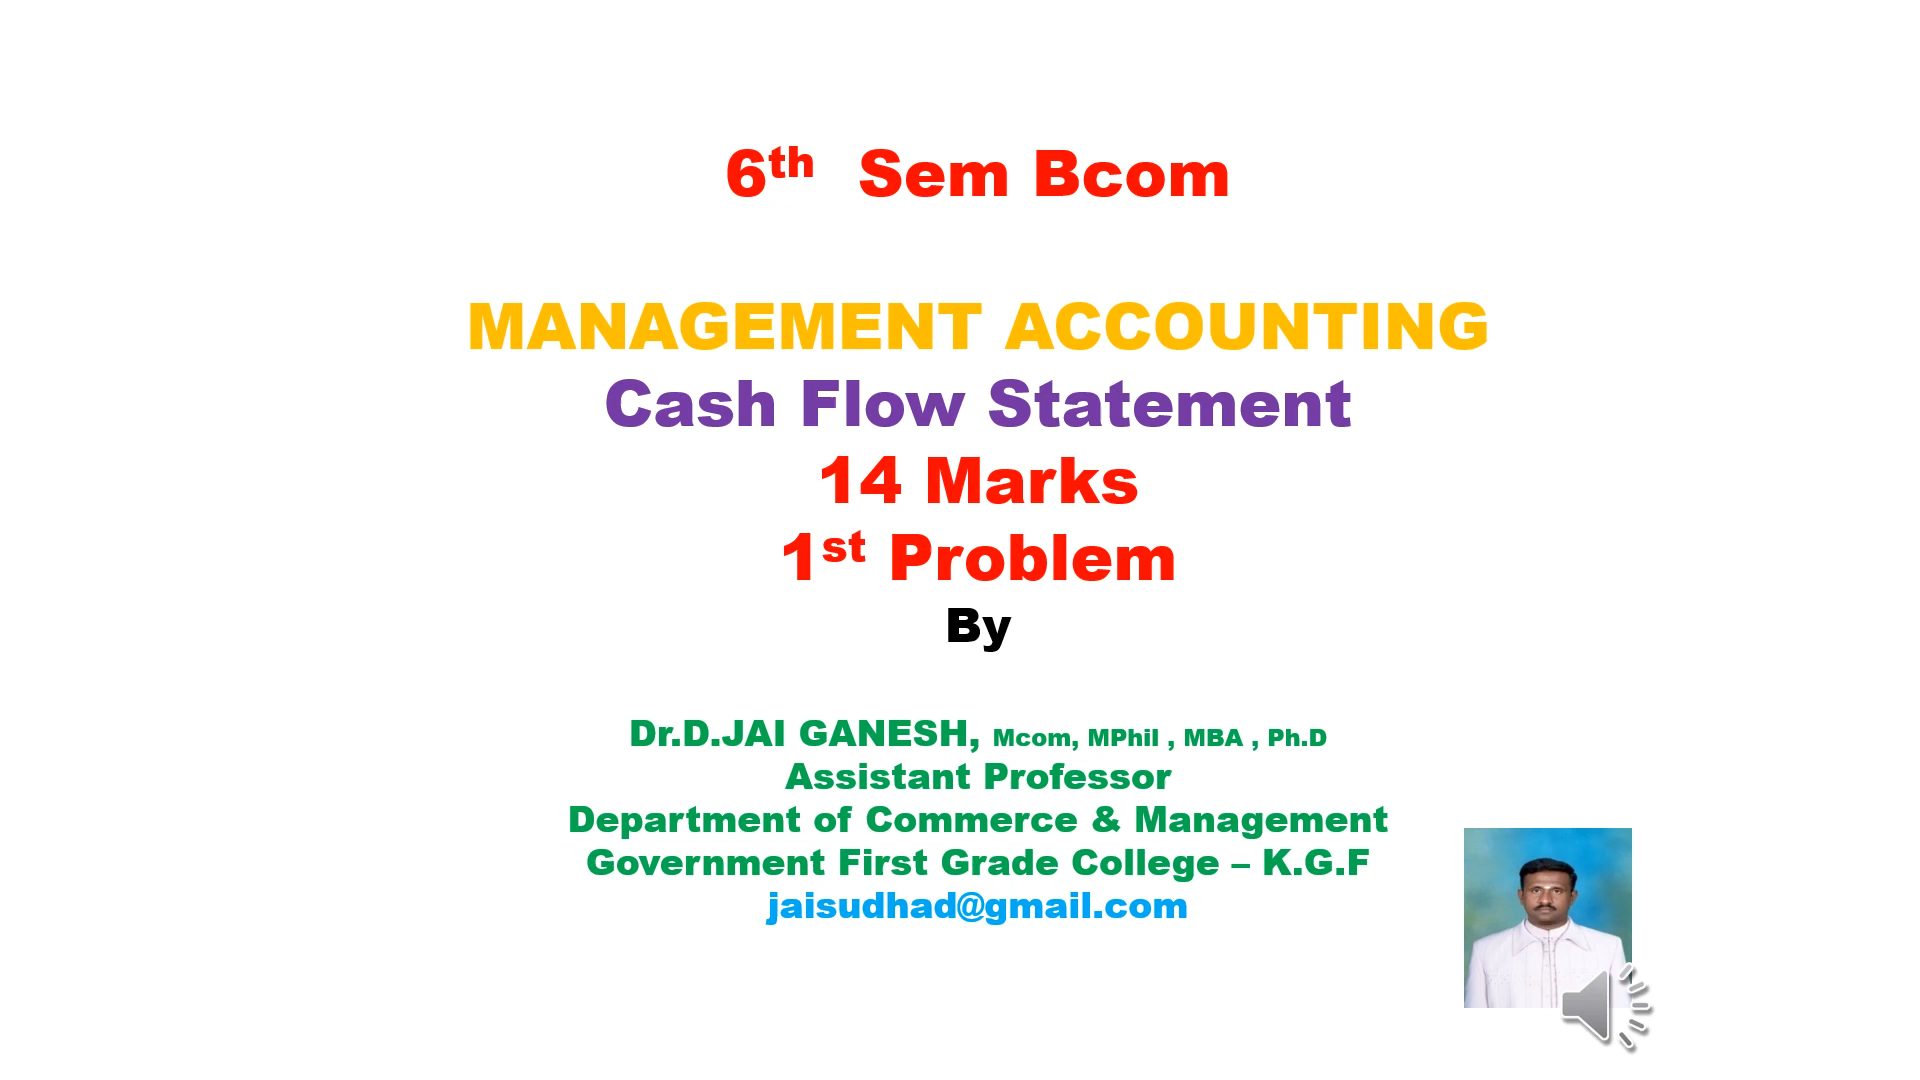 6th Sem Bcom
MANAGEMENT ACCOUNTING
Cash Flow Statement
14 Marks
1st Problem
By
Dr.D.JAI GANESH, Mcom, MPhil , MBA , Ph.D
Assistant Professor
Department of Commerce & Management
Government First Grade College – K.G.F
jaisudhad@gmail.com